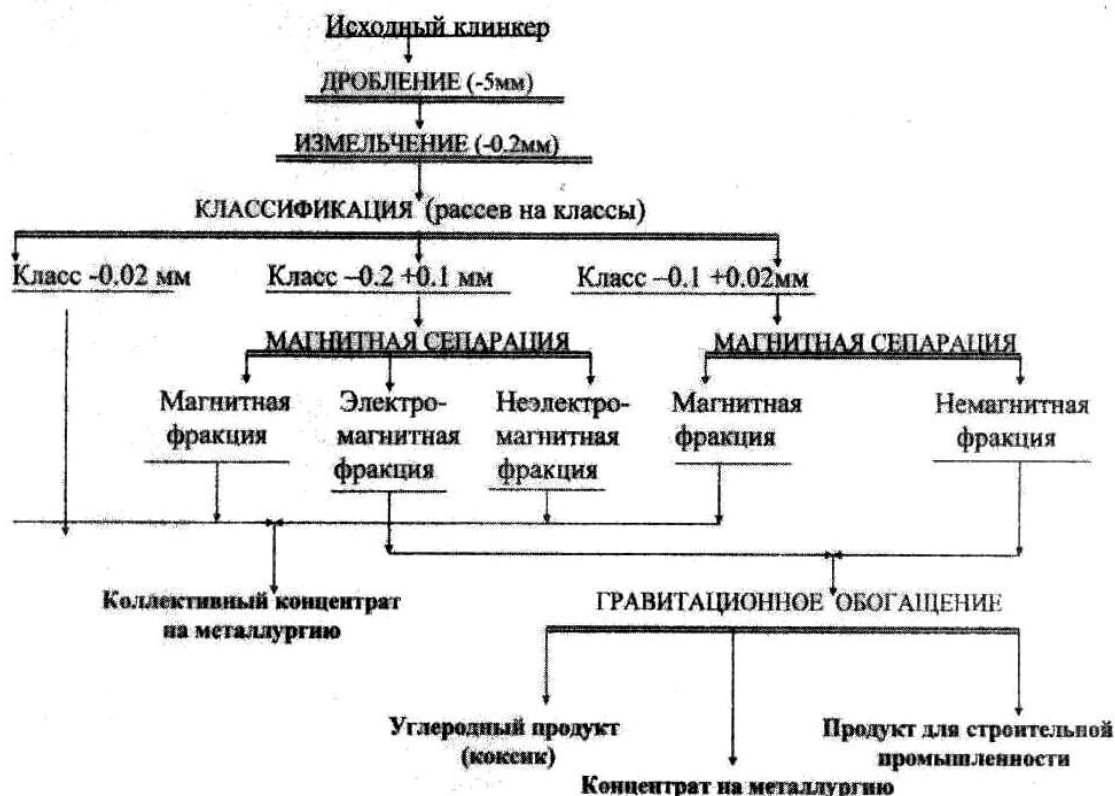 Исходный клинкер
ДРОБЛЕНИЕ (-5мм)
ИЗМЕЛЬЧЕНИЕ (-0.2мм)
КЛАССИФИКАЦИЯ (рассев на классы)
Класс -0.02 мм
Класс –0.2 +0.1 мм
Класс –0.1 +0.02мм
МАГНИТНАЯ СЕПАРАЦИЯ
МАГНИТНАЯ СЕПАРАЦИЯ
Магнитная
фракция
Электро-
магнитная
фракция
Неэлектро-
магнитная
фракция
Магнитная
фракция
Немагнитная
фракция
Коллективный концентрат
на металлургию
ГРАВИТАЦИОННОЕ ОБОГАЩЕНИЕ
Углеродный продукт
(коксик)
Концентрат на металлургию
Продукт для строительной
промышленности